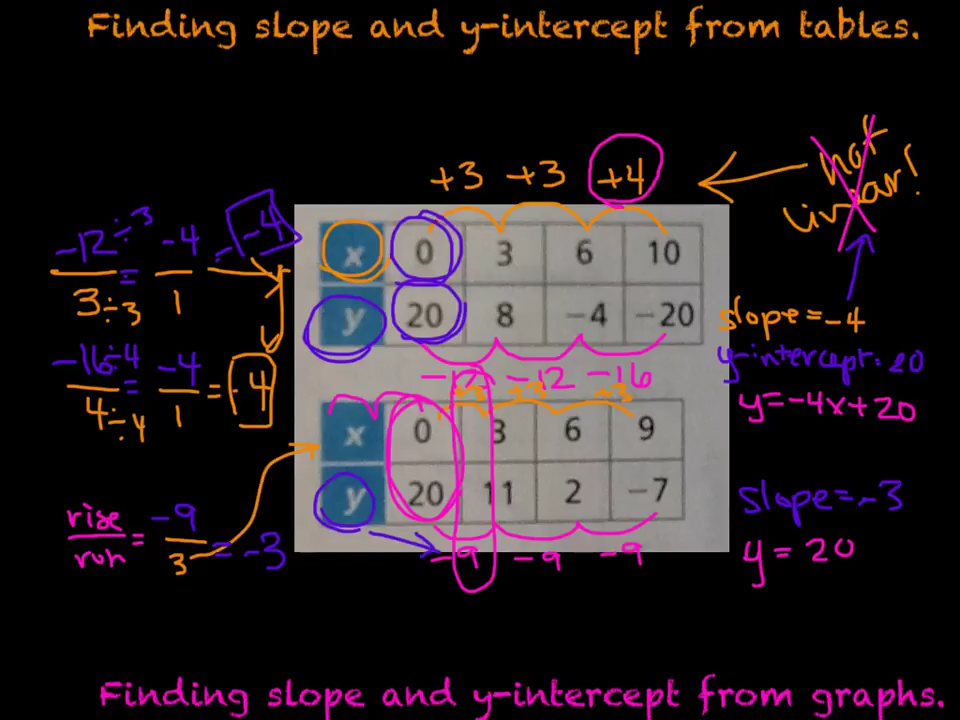 Finding slope and y-intercept from tables.
+3 +3 +4
not
linear!
-12 ÷3 = -4 = -4
3 ÷3 1
x 0 3 6 10
y 20 8 -4 -20
-12 -12 -16
slope = -4
y-intercept = 20
y = -4x + 20
-16 ÷4 = -4 = -4
4 ÷ 4 1
+3 +3 +3
x 0 3 6 9
y 20 11 2 -7
-9 -9 -9
rise = -9 = -3
run 3
slope = -3
y = 20
Finding slope and y-intercept from graphs.